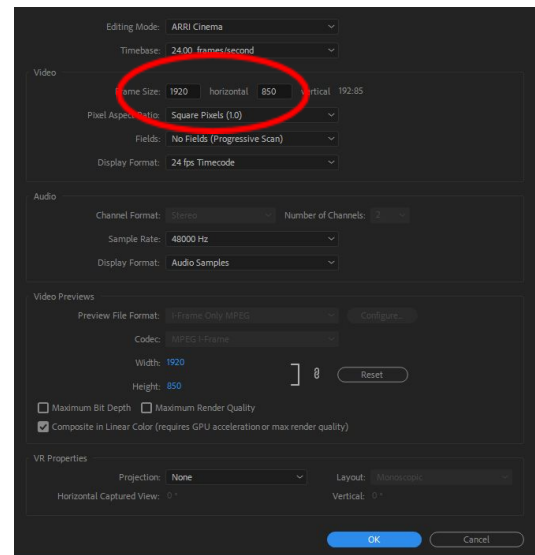 Editing Mode: ARRI Cinema
Timebase: 24.00 frames/second
Video
Frame Size: 1920 horizontal 850 vertical 192:85
Pixel Aspect Ratio: Square Pixels (1.0)
Fields: No Fields (Progressive Scan)
Display Format: 24 fps Timecode
Audio
Channel Format: Stereo Number of Channels: 2
Sample Rate: 48000 Hz
Display Format: Audio Samples
Video Previews
Preview File Format: I-Frame Only MPEG Configure...
Codec: MPEG I-Frame
Width: 1920
Height: 850
Reset
Maximum Bit Depth Maximum Render Quality
Composite in Linear Color (requires GPU acceleration or max render quality)
VR Properties
Projection: None Layout: Monoscopic
Horizontal Captured View: 0° Vertical: 0°
OK Cancel